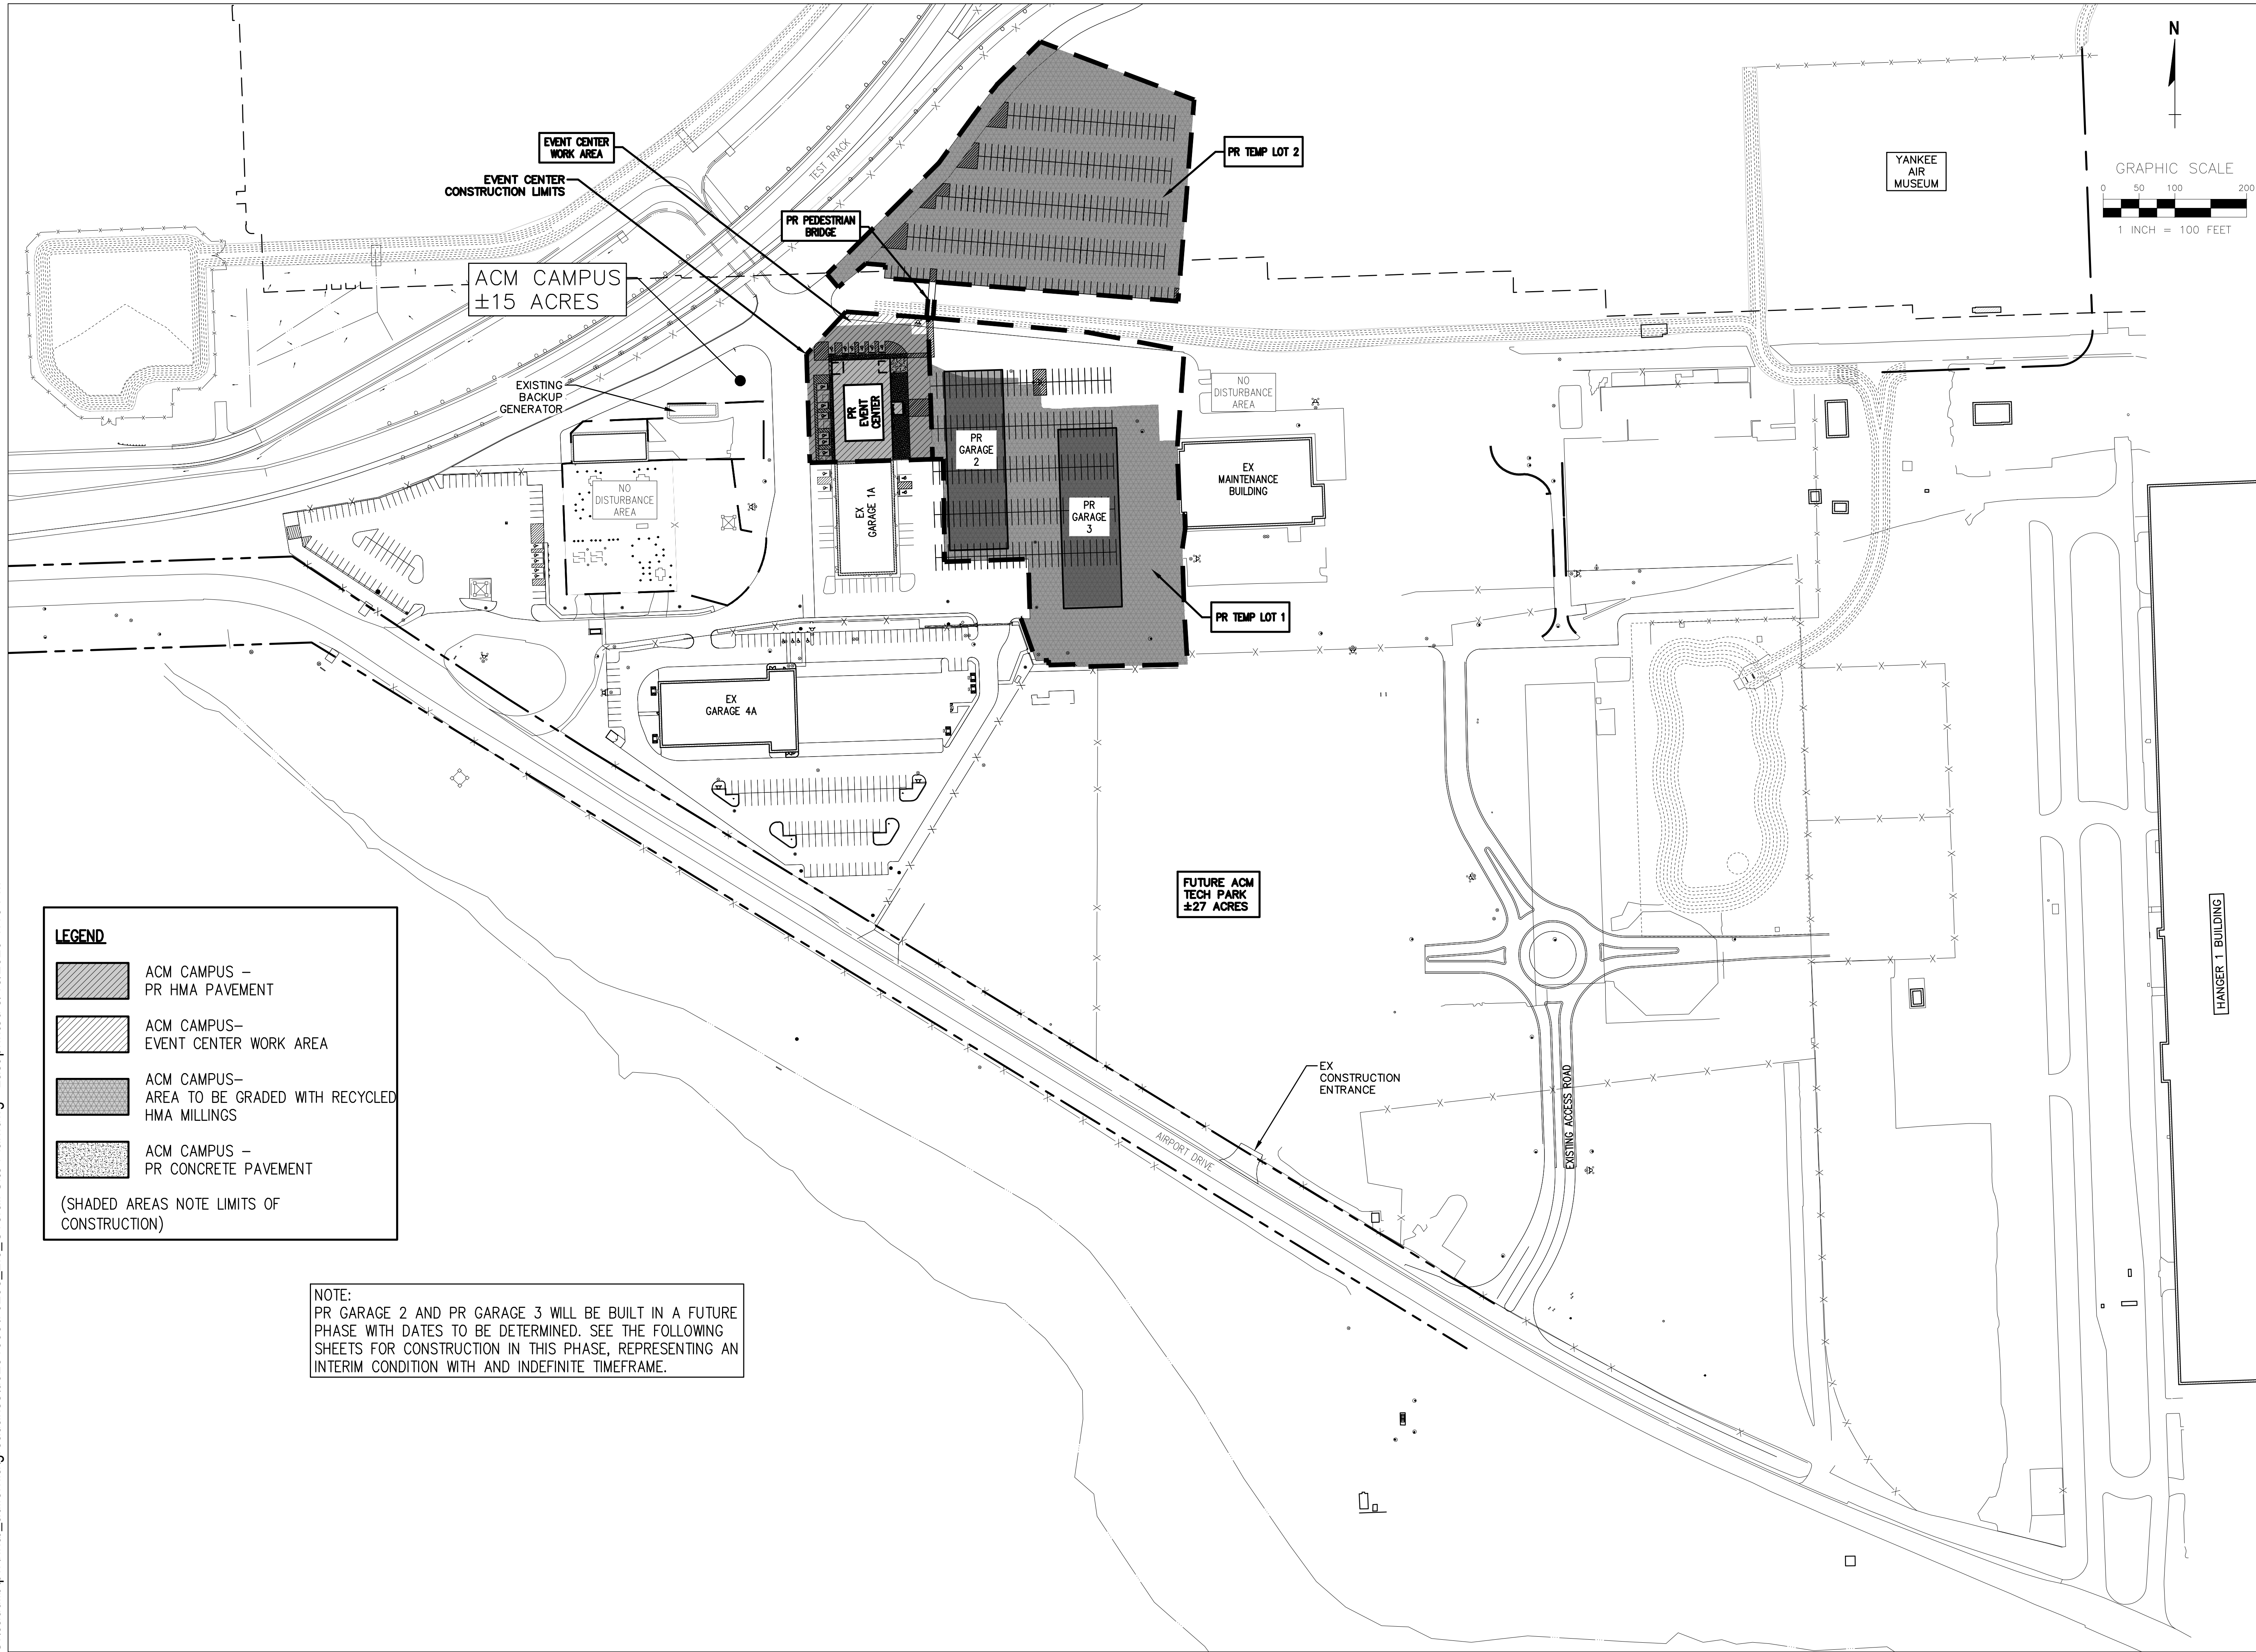 N
EVENT CENTER
WORK AREA
EVENT CENTER
CONSTRUCTION LIMITS
TEST TRACK
PR TEMP LOT 2
YANKEE
AIR
MUSEUM
GRAPHIC SCALE
0 50 100 200
1 INCH = 100 FEET
PR PEDESTRIAN
BRIDGE
ACM CAMPUS
±15 ACRES
EXISTING
BACKUP
GENERATOR
PR
EVENT
CENTER
NO
DISTURBANCE
AREA
PR
GARAGE
2
EX
MAINTENANCE
BUILDING
NO
DISTURBANCE
AREA
EX
GARAGE 1A
PR
GARAGE
3
PR TEMP LOT 1
EX
GARAGE 4A
FUTURE ACM
TECH PARK
±27 ACRES
HANGER 1 BUILDING
LEGEND
ACM CAMPUS –
PR HMA PAVEMENT
ACM CAMPUS–
EVENT CENTER WORK AREA
ACM CAMPUS–
AREA TO BE GRADED WITH RECYCLED
HMA MILLINGS
ACM CAMPUS –
PR CONCRETE PAVEMENT
(SHADED AREAS NOTE LIMITS OF
CONSTRUCTION)
EX
CONSTRUCTION
ENTRANCE
EXISTING ACCESS ROAD
AIRPORT DRIVE
NOTE:
PR GARAGE 2 AND PR GARAGE 3 WILL BE BUILT IN A FUTURE
PHASE WITH DATES TO BE DETERMINED. SEE THE FOLLOWING
SHEETS FOR CONSTRUCTION IN THIS PHASE, REPRESENTING AN
INTERIM CONDITION WITH AND INDEFINITE TIMEFRAME.